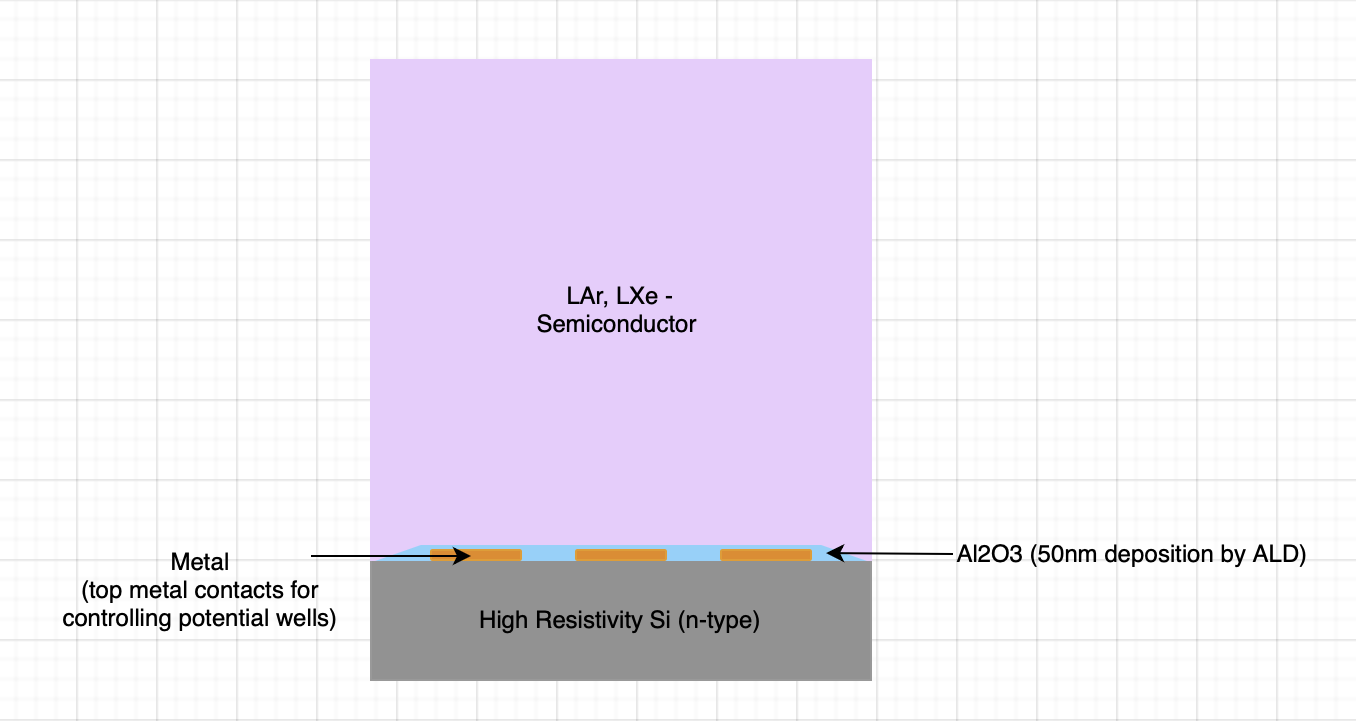 LAr, LXe -
Semiconductor
Metal
(top metal contacts for
controlling potential wells)
Al2O3 (50nm deposition by ALD)
High Resistivity Si (n-type)